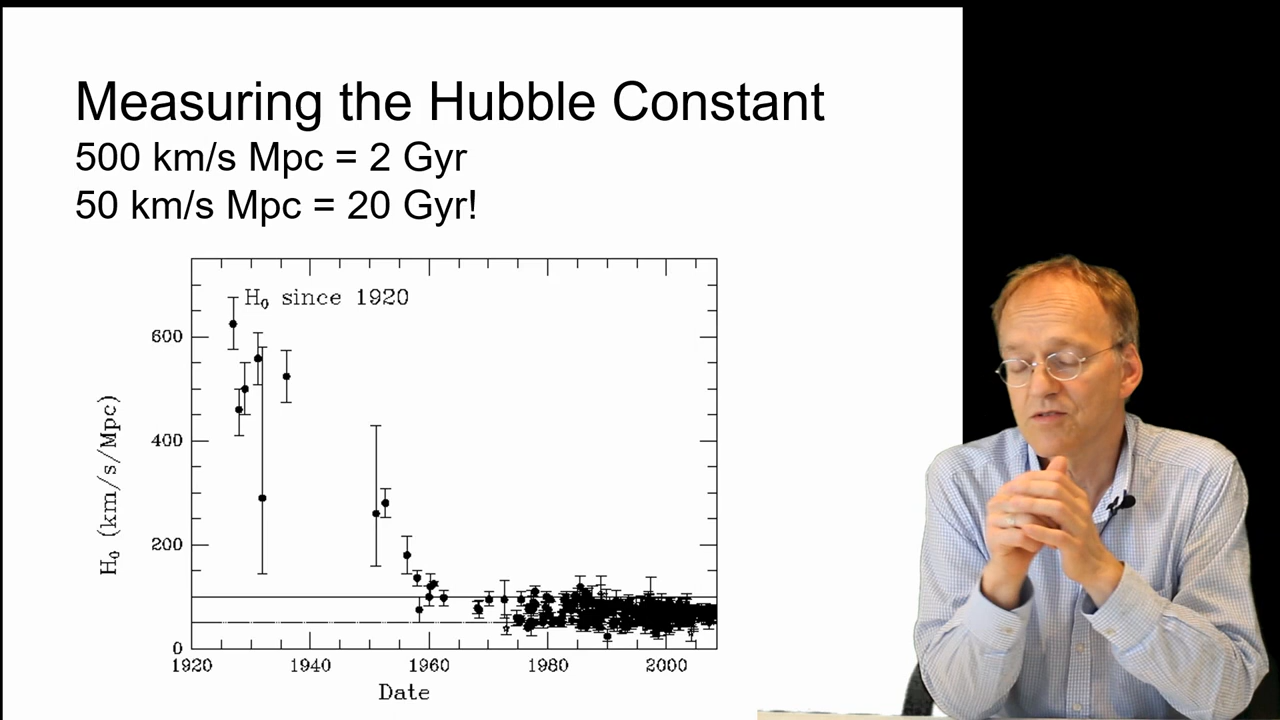 Measuring the Hubble Constant
500 km/s Mpc = 2 Gyr
50 km/s Mpc = 20 Gyr!
H₀ since 1920
600
400
200
0
H₀ (km/s/Mpc)
1920 1940 1960 1980 2000
Date